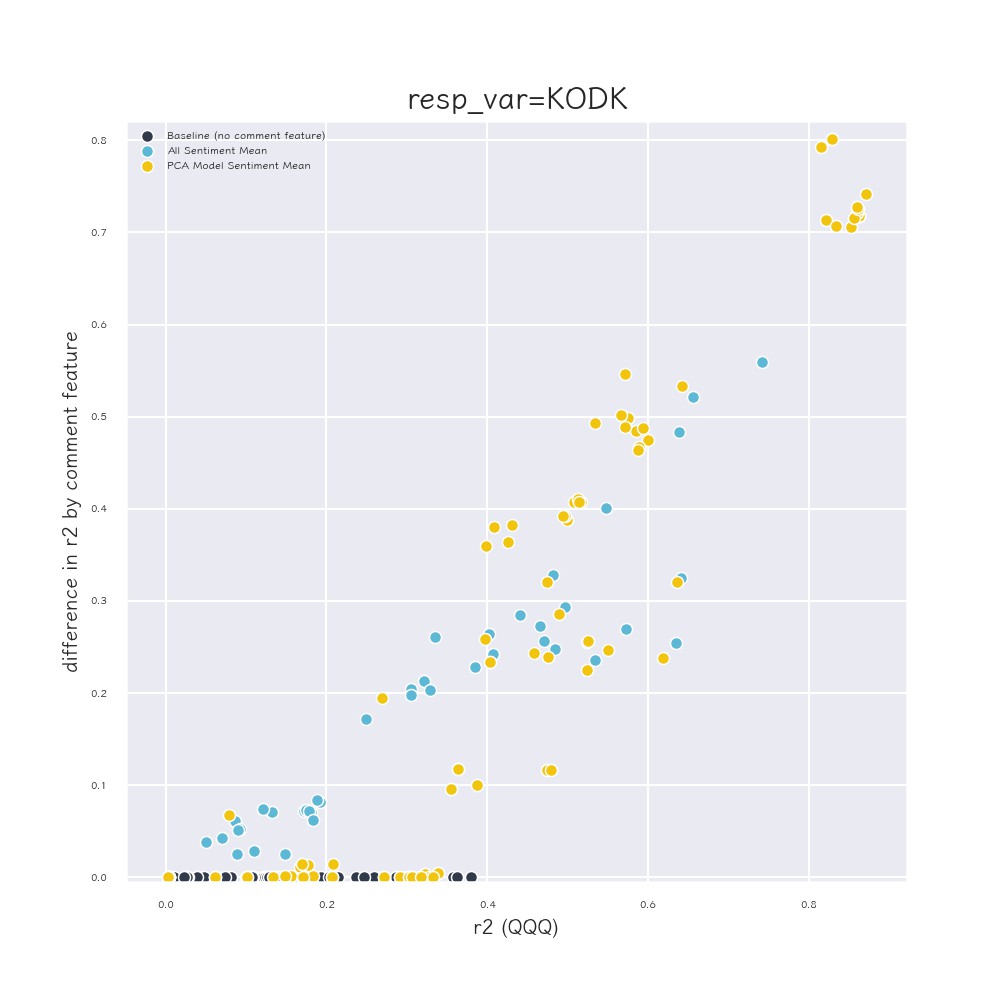 resp_var=KODK
Baseline (no comment feature)
All Sentiment Mean
PCA Model Sentiment Mean
difference in r2 by comment feature
0.8
0.7
0.6
0.5
0.4
0.3
0.2
0.1
0.0
0.0 0.2 0.4 0.6 0.8
r2 (QQQ)